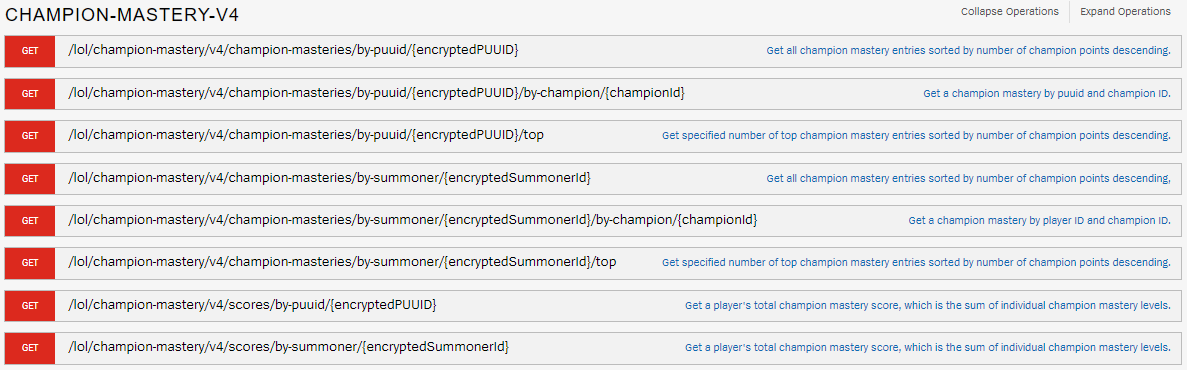 CHAMPION-MASTERY-V4
Collapse Operations Expand Operations
GET /lol/champion-mastery/v4/champion-masteries/by-puuid/{encryptedPUUID} Get all champion mastery entries sorted by number of champion points descending.
GET /lol/champion-mastery/v4/champion-masteries/by-puuid/{encryptedPUUID}/by-champion/{championId} Get a champion mastery by puuid and champion ID.
GET /lol/champion-mastery/v4/champion-masteries/by-puuid/{encryptedPUUID}/top Get specified number of top champion mastery entries sorted by number of champion points descending.
GET /lol/champion-mastery/v4/champion-masteries/by-summoner/{encryptedSummonerId} Get all champion mastery entries sorted by number of champion points descending,
GET /lol/champion-mastery/v4/champion-masteries/by-summoner/{encryptedSummonerId}/by-champion/{championId} Get a champion mastery by player ID and champion ID.
GET /lol/champion-mastery/v4/champion-masteries/by-summoner/{encryptedSummonerId}/top Get specified number of top champion mastery entries sorted by number of champion points descending.
GET /lol/champion-mastery/v4/scores/by-puuid/{encryptedPUUID} Get a player's total champion mastery score, which is the sum of individual champion mastery levels.
GET /lol/champion-mastery/v4/scores/by-summoner/{encryptedSummonerId} Get a player's total champion mastery score, which is the sum of individual champion mastery levels.